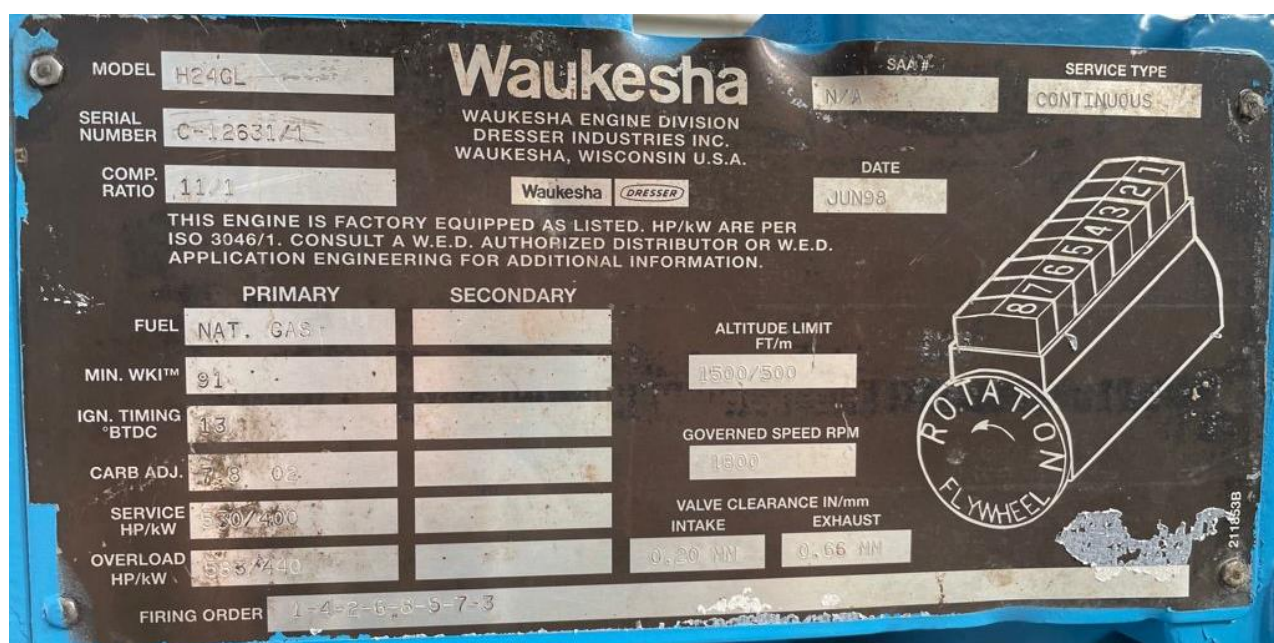 MODEL H24GL
Waukesha
WAUKESHA ENGINE DIVISION
DRESSER INDUSTRIES INC.
WAUKESHA, WISCONSIN U.S.A.
Waukesha DRESSER
SAA #
N/A
SERVICE TYPE
CONTINUOUS
SERIAL NUMBER C-12631/1
COMP. RATIO 11/1
DATE
JUN98
THIS ENGINE IS FACTORY EQUIPPED AS LISTED. HP/kW ARE PER
ISO 3046/1. CONSULT A W.E.D. AUTHORIZED DISTRIBUTOR OR W.E.D.
APPLICATION ENGINEERING FOR ADDITIONAL INFORMATION.
PRIMARY SECONDARY
FUEL NAT. GAS
MIN. WKI™ 91
IGN. TIMING °BTDC 13
CARB ADJ. 7.8 02
SERVICE HP/kW 530/400
OVERLOAD HP/kW 585/440
ALTITUDE LIMIT
FT/m
1500/500
GOVERNED SPEED RPM
1800
VALVE CLEARANCE IN/mm
INTAKE EXHAUST
0.20 MM 0.66 MM
FIRING ORDER 1-4-2-6-8-5-7-3
8 7 6 5 4 3 2 1
ROTATION
FLYWHEEL
211853B